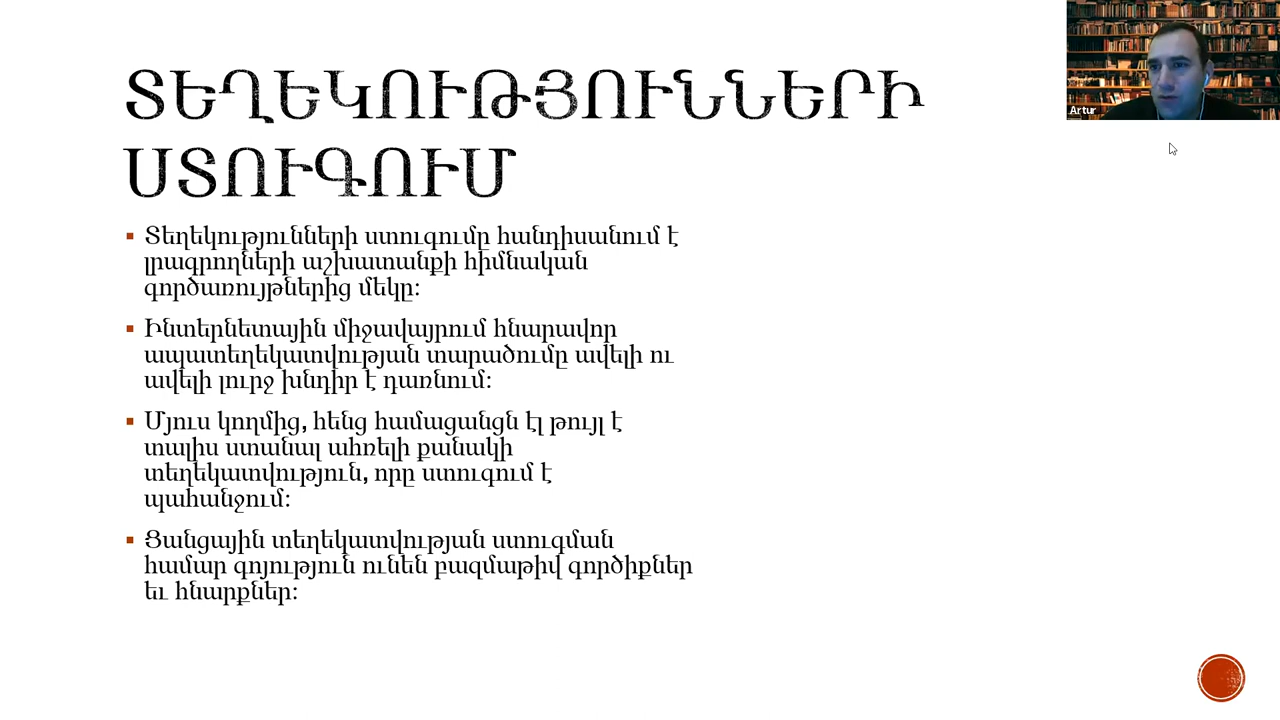 ՏԵՂԵԿՈՒԹՅՈՒՆՆԵՐԻ
ՍՏՈՒԳՈՒՄ
Artur
▪ Տեղեկությունների ստուգումը հանդիսանում է
լրագրողների աշխատանքի հիմնական
գործառույթներից մեկը:
▪ Ինտերնետային միջավայրում հնարավոր
ապատեղեկատվության տարածումը ավելի ու
ավելի լուրջ խնդիր է դառնում:
▪ Մյուս կողմից, հենց համացանցն էլ թույլ է
տալիս ստանալ ահռելի քանակի
տեղեկատվություն, որը ստուգում է
պահանջում:
▪ Ցանցային տեղեկատվության ստուգման
համար գոյություն ունեն բազմաթիվ գործիքներ
եւ հնարքներ: